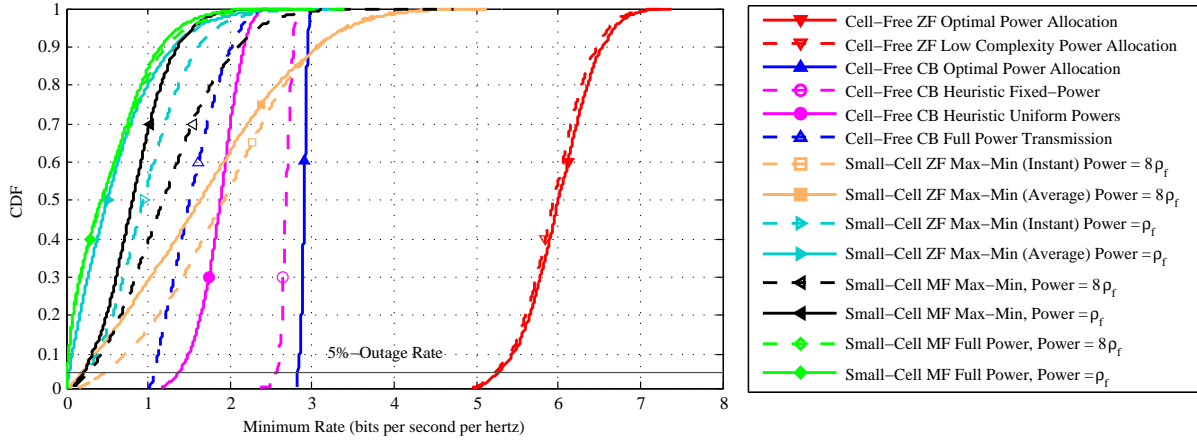 1
0.9
0.8
0.7
0.6
0.5
0.4
0.3
0.2
0.1
0
CDF
5%−Outage Rate
0 1 2 3 4 5 6 7 8
Minimum Rate (bits per second per hertz)
Cell−Free ZF Optimal Power Allocation
Cell−Free ZF Low Complexity Power Allocation
Cell−Free CB Optimal Power Allocation
Cell−Free CB Heuristic Fixed−Power
Cell−Free CB Heuristic Uniform Powers
Cell−Free CB Full Power Transmission
Small−Cell ZF Max−Min (Instant) Power = 8ρf
Small−Cell ZF Max−Min (Average) Power = 8ρf
Small−Cell ZF Max−Min (Instant) Power =ρf
Small−Cell ZF Max−Min (Average) Power =ρf
Small−Cell MF Max−Min, Power = 8ρf
Small−Cell MF Max−Min, Power =ρf
Small−Cell MF Full Power, Power = 8ρf
Small−Cell MF Full Power, Power =ρf